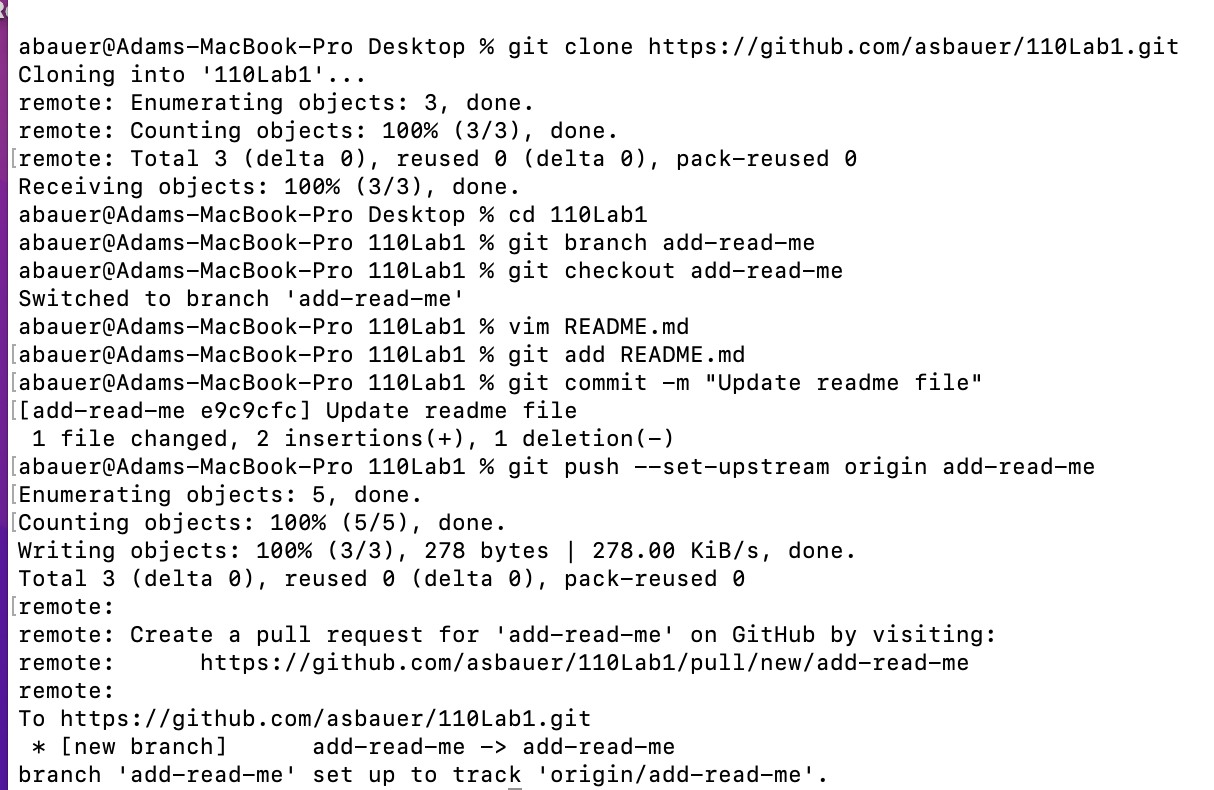 abauer@Adams-MacBook-Pro Desktop % git clone https://github.com/asbauer/110Lab1.git
Cloning into '110Lab1'...
remote: Enumerating objects: 3, done.
remote: Counting objects: 100% (3/3), done.
[remote: Total 3 (delta 0), reused 0 (delta 0), pack-reused 0
Receiving objects: 100% (3/3), done.
abauer@Adams-MacBook-Pro Desktop % cd 110Lab1
abauer@Adams-MacBook-Pro 110Lab1 % git branch add-read-me
abauer@Adams-MacBook-Pro 110Lab1 % git checkout add-read-me
Switched to branch 'add-read-me'
abauer@Adams-MacBook-Pro 110Lab1 % vim README.md
[abauer@Adams-MacBook-Pro 110Lab1 % git add README.md
[abauer@Adams-MacBook-Pro 110Lab1 % git commit -m "Update readme file"
[[add-read-me e9c9cfc] Update readme file
 1 file changed, 2 insertions(+), 1 deletion(-)
[abauer@Adams-MacBook-Pro 110Lab1 % git push --set-upstream origin add-read-me
[Enumerating objects: 5, done.
[Counting objects: 100% (5/5), done.
Writing objects: 100% (3/3), 278 bytes | 278.00 KiB/s, done.
Total 3 (delta 0), reused 0 (delta 0), pack-reused 0
[remote:
remote: Create a pull request for 'add-read-me' on GitHub by visiting:
remote:      https://github.com/asbauer/110Lab1/pull/new/add-read-me
remote:
To https://github.com/asbauer/110Lab1.git
 * [new branch]      add-read-me -> add-read-me
branch 'add-read-me' set up to track 'origin/add-read-me'.